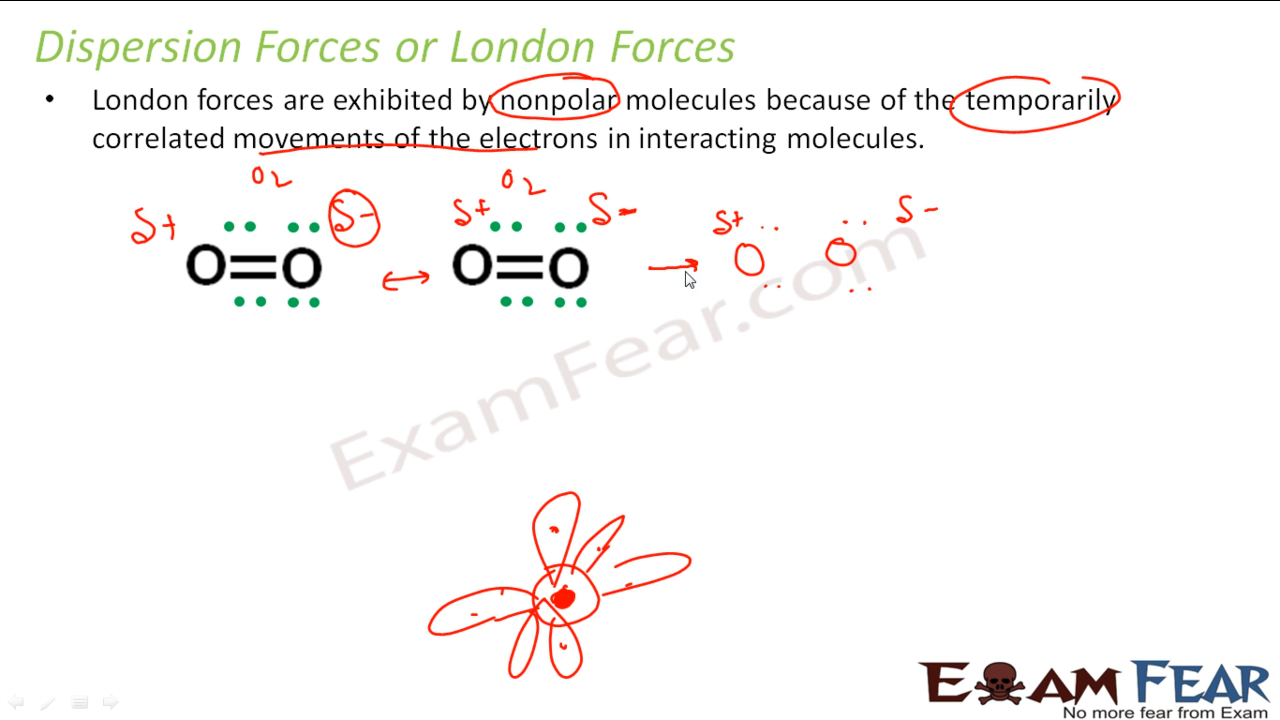 Dispersion Forces or London Forces
• London forces are exhibited by nonpolar molecules because of the temporarily
correlated movements of the electrons in interacting molecules.
O2 O2
δ+ δ- δ+ δ- δ+ δ-
O=O ↔ O=O → O O
ExamFear.com
EXAM FEAR
No more fear from Exam